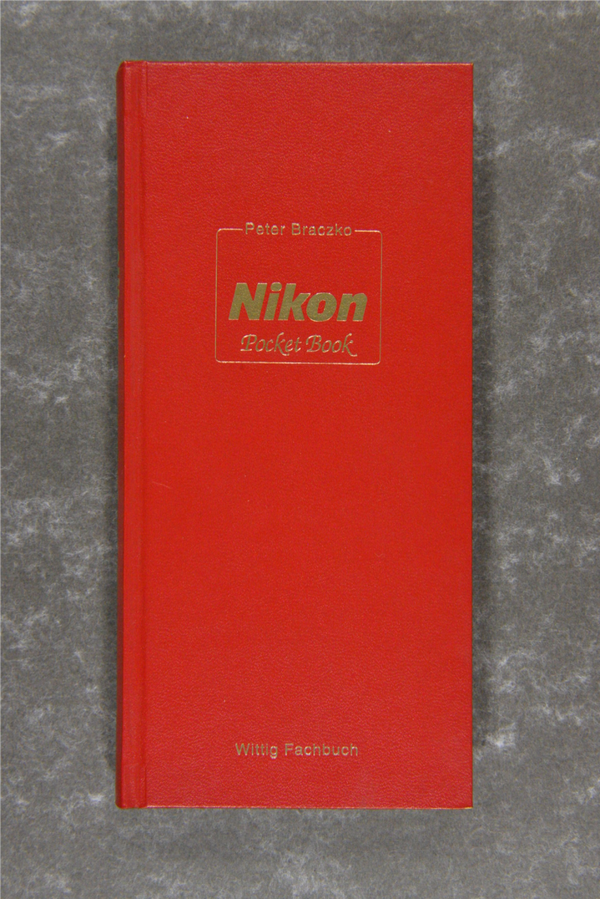 Peter Braczko
Nikon
Pocket Book
Wittig Fachbuch